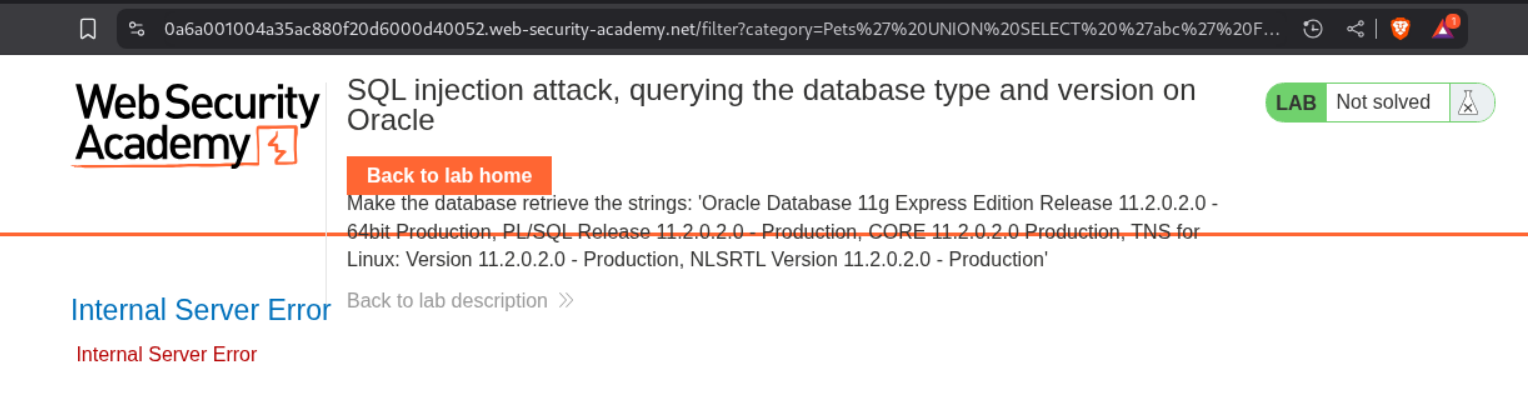 0a6a001004a35ac880f20d6000d40052.web-security-academy.net/filter?category=Pets%27%20UNION%20SELECT%20%27abc%27%20F...
1
WebSecurity
Academy
SQL injection attack, querying the database type and version on
Oracle
LAB Not solved
Back to lab home
Make the database retrieve the strings: 'Oracle Database 11g Express Edition Release 11.2.0.2.0 -
64bit Production, PL/SQL Release 11.2.0.2.0 - Production, CORE 11.2.0.2.0 Production, TNS for
Linux: Version 11.2.0.2.0 - Production, NLSRTL Version 11.2.0.2.0 - Production'
Back to lab description
Internal Server Error
Internal Server Error